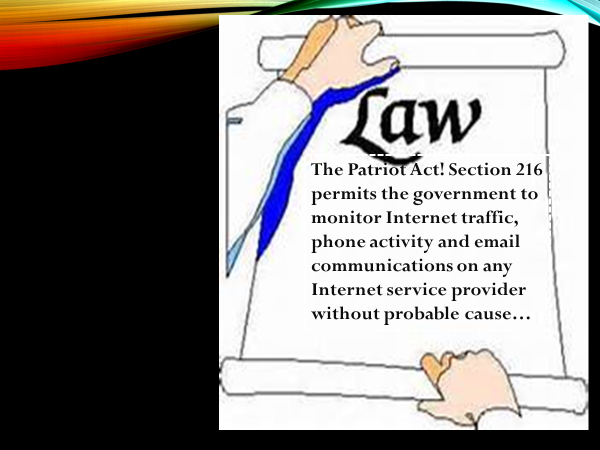 Law
The Patriot Act! Section 216
permits the government to
monitor Internet traffic,
phone activity and email
communications on any
Internet service provider
without probable cause…